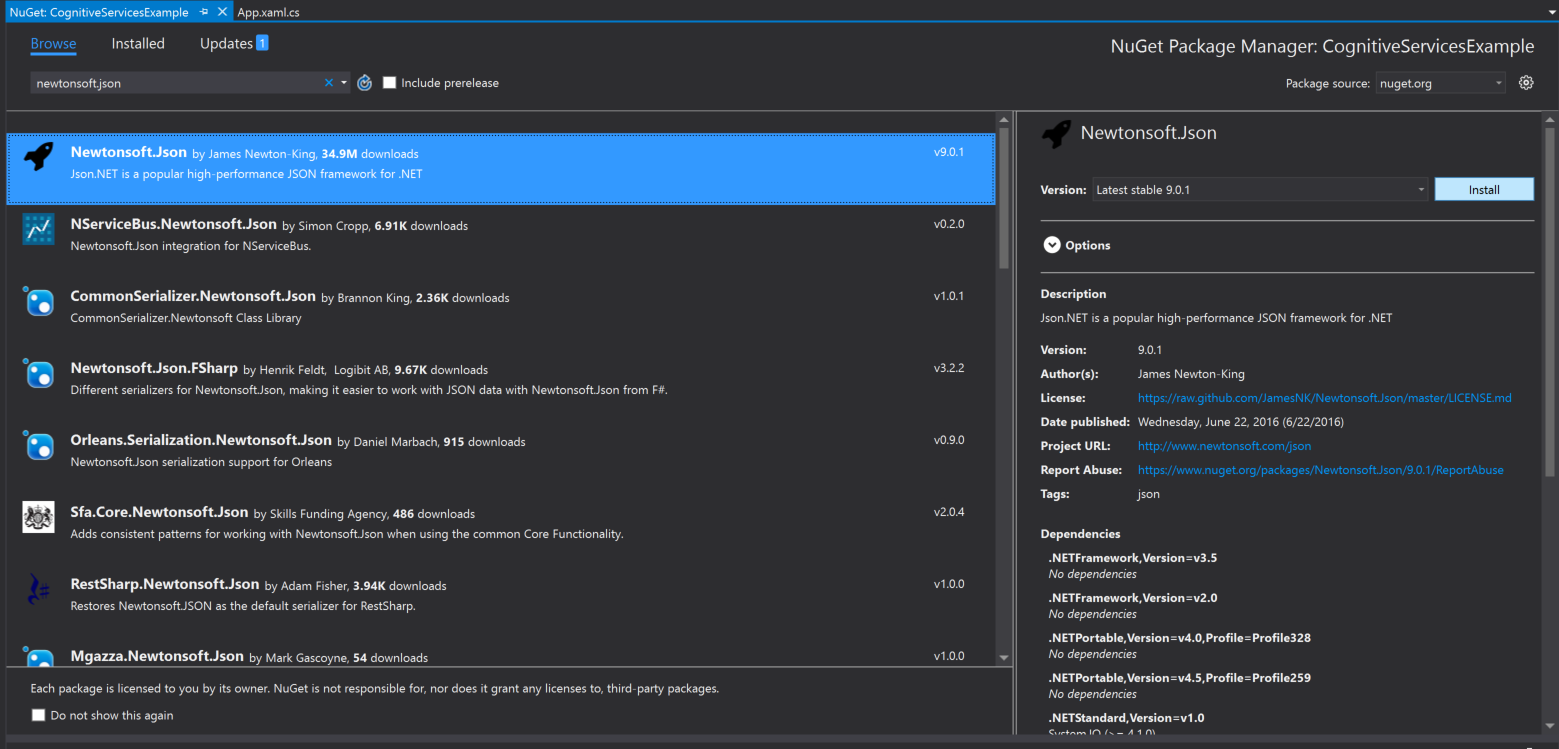 NuGet: CognitiveServicesExample App.xaml.cs
Browse Installed Updates 1
NuGet Package Manager: CognitiveServicesExample
newtonsoft.json Include prerelease
Package source: nuget.org
Newtonsoft.Json by James Newton-King, 34.9M downloads v9.0.1
Json.NET is a popular high-performance JSON framework for .NET
NServiceBus.Newtonsoft.Json by Simon Cropp, 6.91K downloads v0.2.0
Newtonsoft.Json integration for NServiceBus.
CommonSerializer.Newtonsoft.Json by Brannon King, 2.36K downloads v1.0.1
CommonSerializer.Newtonsoft Class Library
Newtonsoft.Json.FSharp by Henrik Feldt, Logibit AB, 9.67K downloads v3.2.2
Different serializers for Newtonsoft.Json, making it easier to work with JSON data with Newtonsoft.Json from F#.
Orleans.Serialization.Newtonsoft.Json by Daniel Marbach, 915 downloads v0.9.0
Newtonsoft.Json serialization support for Orleans
Sfa.Core.Newtonsoft.Json by Skills Funding Agency, 486 downloads v2.0.4
Adds consistent patterns for working with Newtonsoft.Json when using the common Core Functionality.
RestSharp.Newtonsoft.Json by Adam Fisher, 3.94K downloads v1.0.0
Restores Newtonsoft.JSON as the default serializer for RestSharp.
Mgazza.Newtonsoft.Json by Mark Gascoyne, 54 downloads v1.0.0
Each package is licensed to you by its owner. NuGet is not responsible for, nor does it grant any licenses to, third-party packages.
Do not show this again
Newtonsoft.Json
Version: Latest stable 9.0.1 Install
Options
Description
Json.NET is a popular high-performance JSON framework for .NET
Version: 9.0.1
Author(s): James Newton-King
License: https://raw.github.com/JamesNK/Newtonsoft.Json/master/LICENSE.md
Date published: Wednesday, June 22, 2016 (6/22/2016)
Project URL: http://www.newtonsoft.com/json
Report Abuse: https://www.nuget.org/packages/Newtonsoft.Json/9.0.1/ReportAbuse
Tags: json
Dependencies
.NETFramework,Version=v3.5
No dependencies
.NETFramework,Version=v2.0
No dependencies
.NETPortable,Version=v4.0,Profile=Profile328
No dependencies
.NETPortable,Version=v4.5,Profile=Profile259
No dependencies
.NETStandard,Version=v1.0
System.IO (>= 4.1.0)